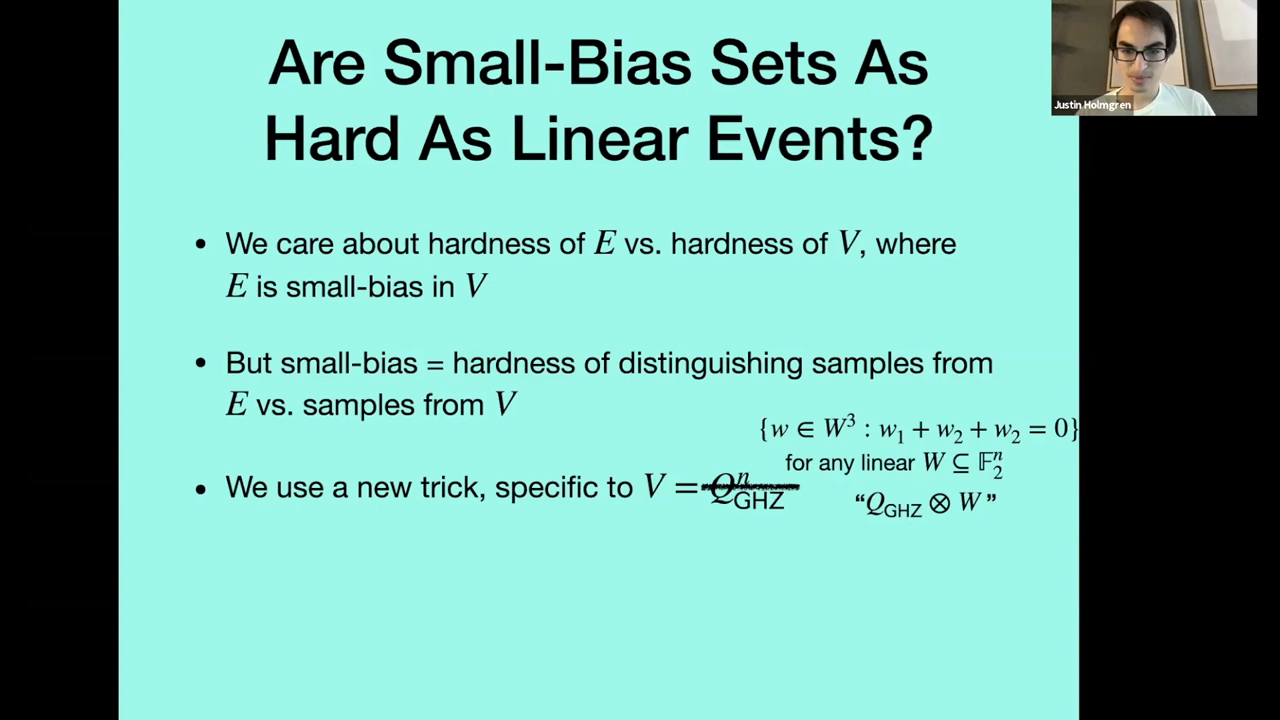 Are Small-Bias Sets As
Hard As Linear Events?
Justin Holmgren
• We care about hardness of E vs. hardness of V, where
E is small-bias in V
• But small-bias = hardness of distinguishing samples from
E vs. samples from V
{w ∈ W³ : w₁ + w₂ + w₂ = 0}
for any linear W ⊆ 𝔽₂ⁿ
• We use a new trick, specific to V = Qⁿ_GHZ
“Q_GHZ ⊗ W”